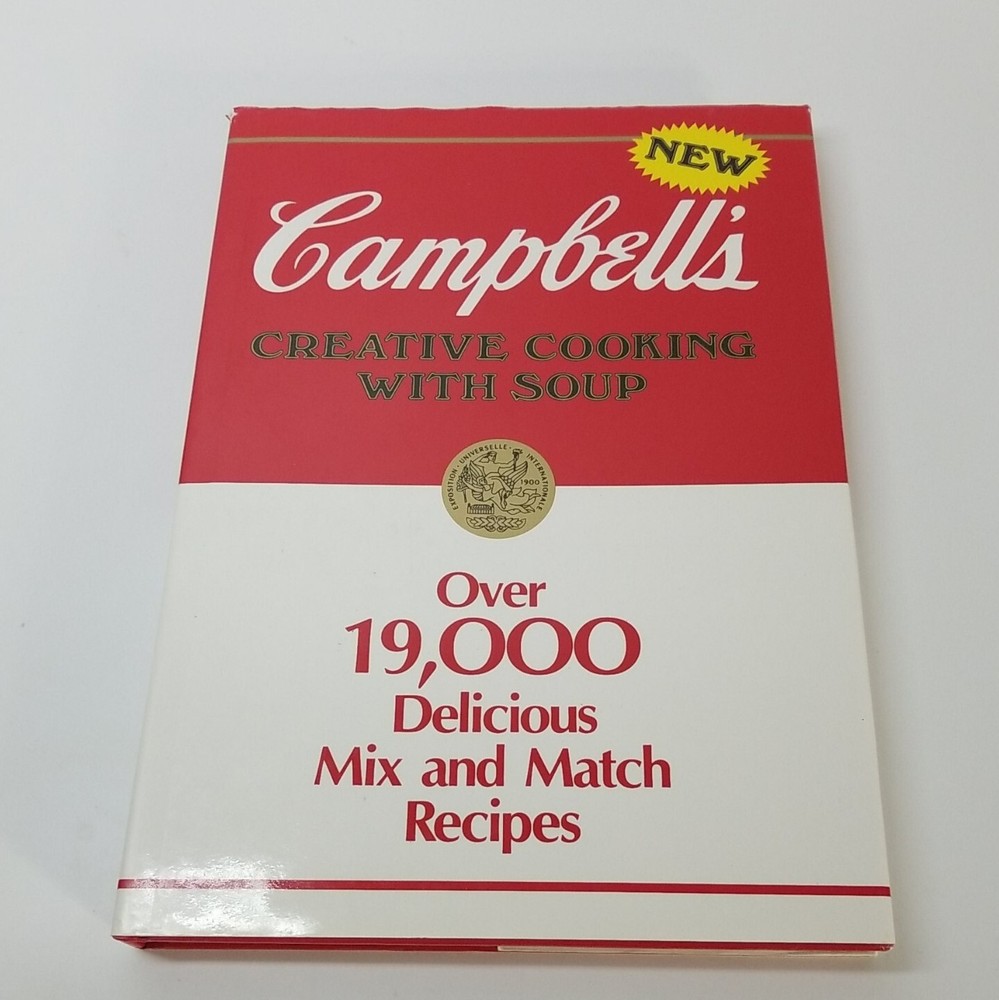 NEW
Campbell's
CREATIVE COOKING
WITH SOUP
EXPOSITION · UNIVERSELLE · INTERNATIONALE
1900
Over
19,000
Delicious
Mix and Match
Recipes